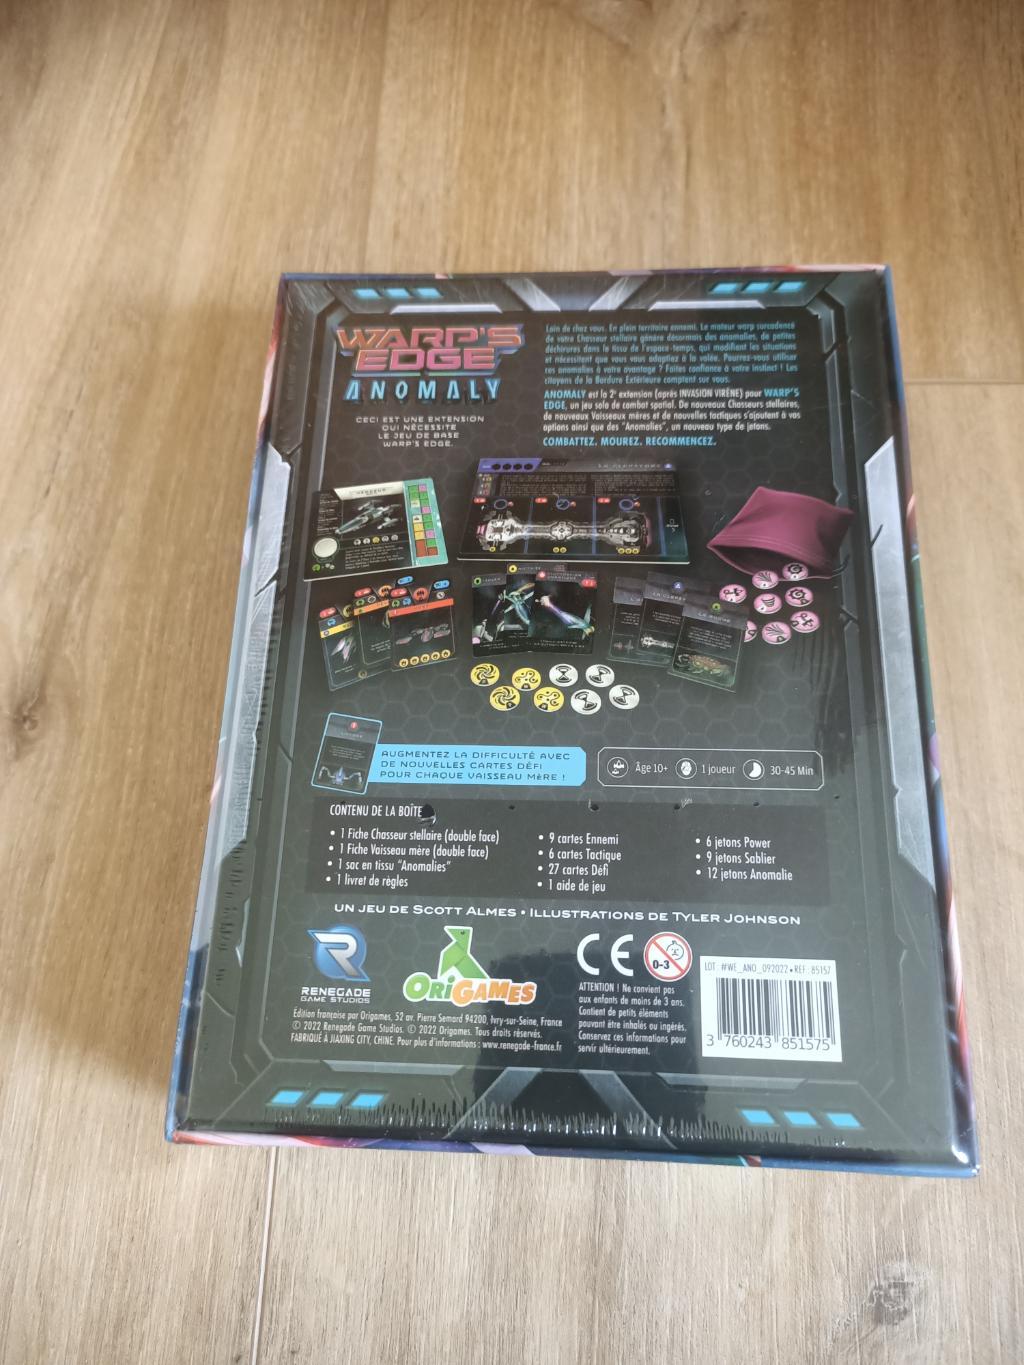 WARP'S
EDGE
ANOMALY
CECI EST UNE EXTENSION
QUI NÉCESSITE
LE JEU DE BASE
WARP'S EDGE.
Loin de chez vous. En plein territoire ennemi. Le moteur warp surcadencé
de votre Chasseur stellaire génère désormais des anomalies, de petites
déchirures dans le tissu de l'espace-temps, qui modifient les situations
et nécessitent que vous vous adaptiez à la volée. Pourrez-vous utiliser
ces anomalies à votre avantage ? Faites confiance à votre instinct ! Les
citoyens de la Bordure Extérieure comptent sur vous.
ANOMALY est la 2e extension (après INVASION VIRÈNE) pour WARP'S
EDGE, un jeu solo de combat spatial. De nouveaux Chasseurs stellaires,
de nouveaux Vaisseaux mères et de nouvelles tactiques s'ajoutent à vos
options ainsi que des "Anomalies", un nouveau type de jetons.
COMBATTEZ. MOUREZ. RECOMMENCEZ.
AUGMENTEZ LA DIFFICULTÉ AVEC
DE NOUVELLES CARTES DÉFI
POUR CHAQUE VAISSEAU MÈRE !
Âge 10+
1 joueur
30-45 Min
CONTENU DE LA BOÎTE
• 1 Fiche Chasseur stellaire (double face)
• 1 Fiche Vaisseau mère (double face)
• 1 sac en tissu "Anomalies"
• 1 livret de règles
• 9 cartes Ennemi
• 6 cartes Tactique
• 27 cartes Défi
• 1 aide de jeu
• 6 jetons Power
• 9 jetons Sablier
• 12 jetons Anomalie
UN JEU DE SCOTT ALMES • ILLUSTRATIONS DE TYLER JOHNSON
R
RENEGADE
GAME STUDIOS
ORIGAMES
CE
0-3
ATTENTION ! Ne convient pas
aux enfants de moins de 3 ans.
Contient de petits éléments
pouvant être inhalés ou ingérés.
Conservez ces informations pour
servir ultérieurement.
LOT : #WE_ANO_092022 • REF : 85157
3 760243 851575
Édition française par Origames, 52 av. Pierre Semard 94200, Ivry-sur-Seine, France
© 2022 Renegade Game Studios. © 2022 Origames. Tous droits réservés.
FABRIQUÉ À JIAXING CITY, CHINE. Pour plus d'informations : www.renegade-france.fr